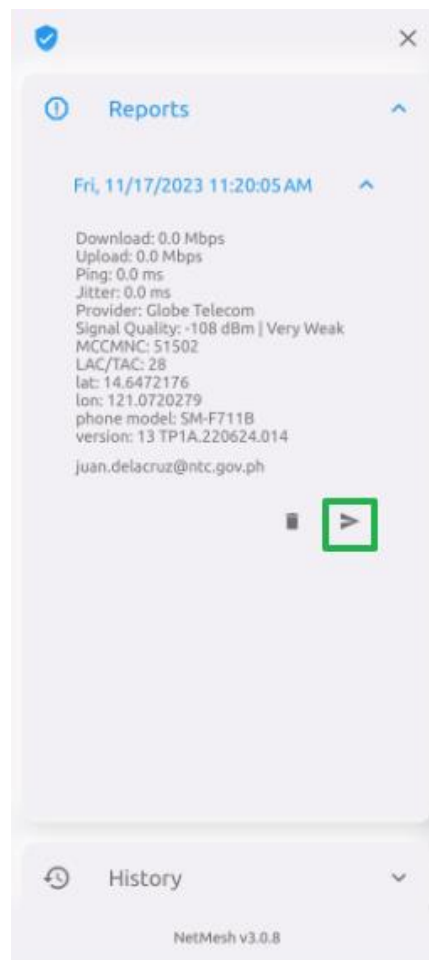 Reports
Fri, 11/17/2023 11:20:05 AM
Download: 0.0 Mbps
Upload: 0.0 Mbps
Ping: 0.0 ms
Jitter: 0.0 ms
Provider: Globe Telecom
Signal Quality: -108 dBm | Very Weak
MCCMNC: 51502
LAC/TAC: 28
lat: 14.6472176
lon: 121.0720279
phone model: SM-F711B
version: 13 TP1A.220624.014
juan.delacruz@ntc.gov.ph
History
NetMesh v3.0.8